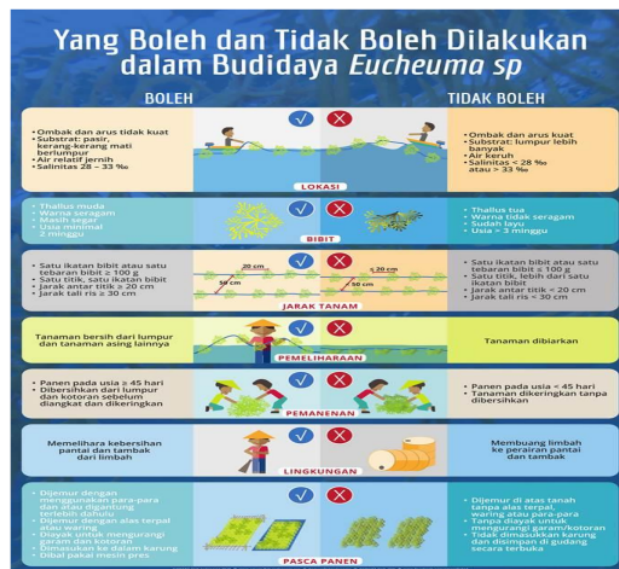 Yang Boleh dan Tidak Boleh Dilakukan
dalam Budidaya Eucheuma sp
BOLEH
TIDAK BOLEH
• Ombak dan arus tidak kuat
• Substrat: pasir,
kerang-kerang mati
berlumpur
• Air relatif jernih
• Salinitas 28 – 33 ‰
• Ombak dan arus kuat
• Substrat: lumpur lebih
banyak
• Air keruh
• Salinitas < 28 ‰
atau > 33 ‰
LOKASI
• Thallus muda
• Warna seragam
• Masih segar
• Usia minimal
2 minggu
• Thallus tua
• Warna tidak seragam
• Sudah layu
• Usia = 3 minggu
BIBIT
• Satu ikatan bibit atau satu
tebaran bibit ≥ 100 g
• Satu titik, satu ikatan bibit
• Jarak antar titik ≥ 20 cm
• Jarak tali ris ≥ 30 cm
20 cm
50 cm
≤ 20 cm
< 50 cm
• Satu ikatan bibit atau satu
tebaran bibit ≤ 100 g
• Satu titik, lebih dari satu
ikatan bibit
• Jarak antar titik < 20 cm
• Jarak tali ris < 30 cm
JARAK TANAM
Tanaman bersih dari lumpur
dan tanaman asing lainnya
Tanaman dibiarkan
PEMELIHARAAN
• Panen pada usia ≥ 45 hari
• Dibersihkan dari lumpur
dan kotoran sebelum
diangkat dan dikeringkan
• Panen pada usia < 45 hari
• Tanaman dikeringkan tanpa
dibersihkan
PEMANENAN
Memelihara kebersihan
pantai dan tambak
dari limbah
Membuang limbah
ke perairan pantai
dan tambak
LINGKUNGAN
• Dijemur dengan
menggunakan para-para
dan atau digantung
terlebih dahulu
• Dijemur dengan alas terpal
atau waring
• Diayak untuk mengurangi
garam dan kotoran
• Dimasukan ke dalam karung
• Dibal pakai mesin pres
• Dijemur di atas tanah
tanpa alas terpal,
waring atau para-para
• Tanpa diayak untuk
mengurangi garam/kotoran
• Tidak dimasukkan karung
dan disimpan di gudang
secara terbuka
PASCA PANEN